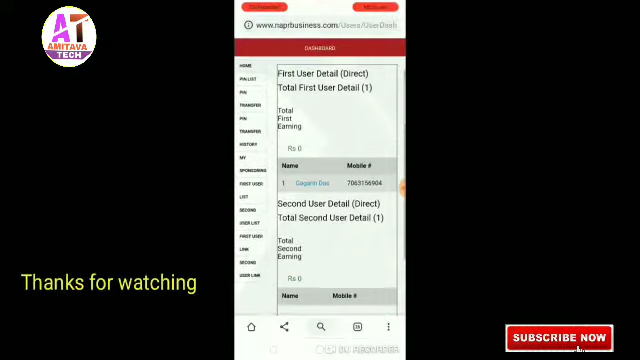 AT
AMITAVA
TECH
www.naprbusiness.com/Users/UserDash
DASHBOARD
HOME
PIN LIST
PIN
TRANSFER
PIN
TRANSFER
HISTORY
MY
SPONSORING
FIRST USER
LIST
SECOND
USER LIST
FIRST USER
LINK
SECOND
USER LINK
First User Detail (Direct)
Total First User Detail (1)
Total
First
Earning
Rs 0
Name Mobile #
1 Gagann Das 7063156904
Second User Detail (Direct)
Total Second User Detail (1)
Total
Second
Earning
Rs 0
Name Mobile #
Thanks for watching
SUBSCRIBE NOW
RECORDER